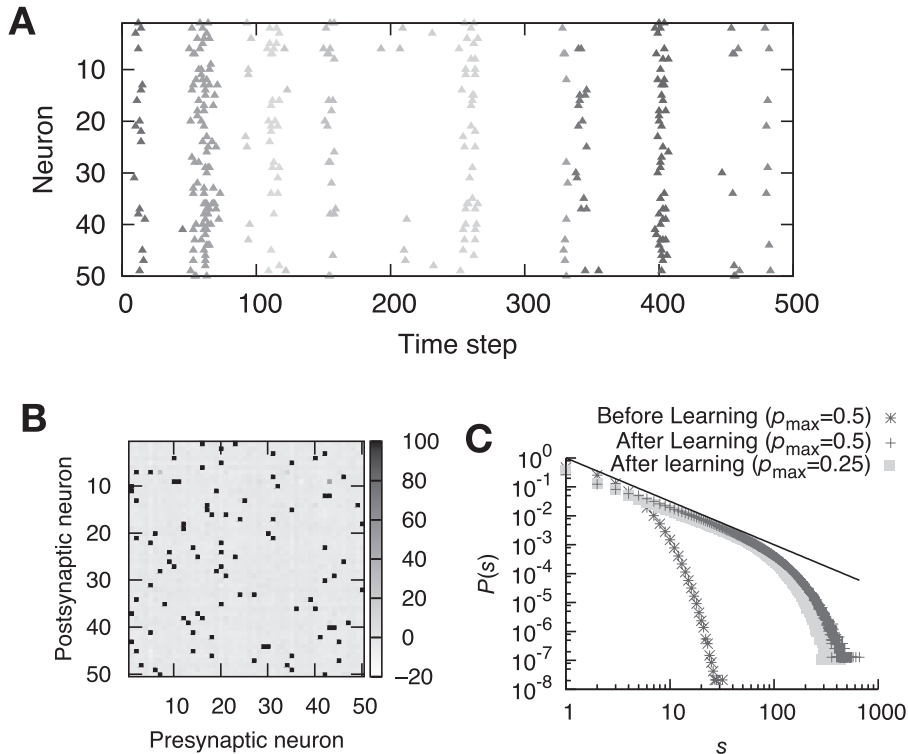 A
Neuron
10
20
30
40
50
0 100 200 300 400 500
Time step
B
Postsynaptic neuron
10
20
30
40
50
10 20 30 40 50
Presynaptic neuron
100
80
60
40
20
0
−20
C
Before Learning (p_max=0.5)
After Learning (p_max=0.5)
After learning (p_max=0.25)
P(s)
10^0
10^-1
10^-2
10^-3
10^-4
10^-5
10^-6
10^-7
10^-8
1 10 100 1000
s